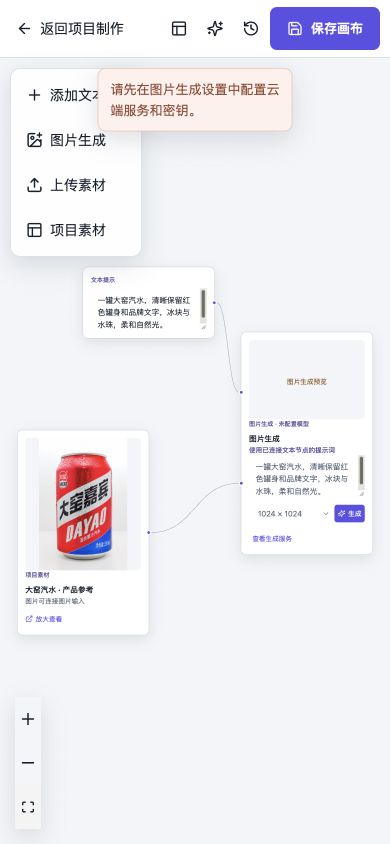 返回项目制作
保存画布
添加文
请先在图片生成设置中配置云
端服务和密钥。
图片生成
上传素材
项目素材
文本提示
一罐大窑汽水，清晰保留红
色罐身和品牌文字，冰块与
水珠，柔和自然光。
图片生成预览
图片生成 · 未配置模型
图片生成
使用已连接文本节点的提示词
一罐大窑汽水，清晰保留红
色罐身和品牌文字，冰块与
水珠，柔和自然光。
1024 × 1024
生成
查看生成服务
大窑嘉宾
DAYAO
项目素材
大窑汽水 · 产品参考
图片可连接图片输入
放大查看